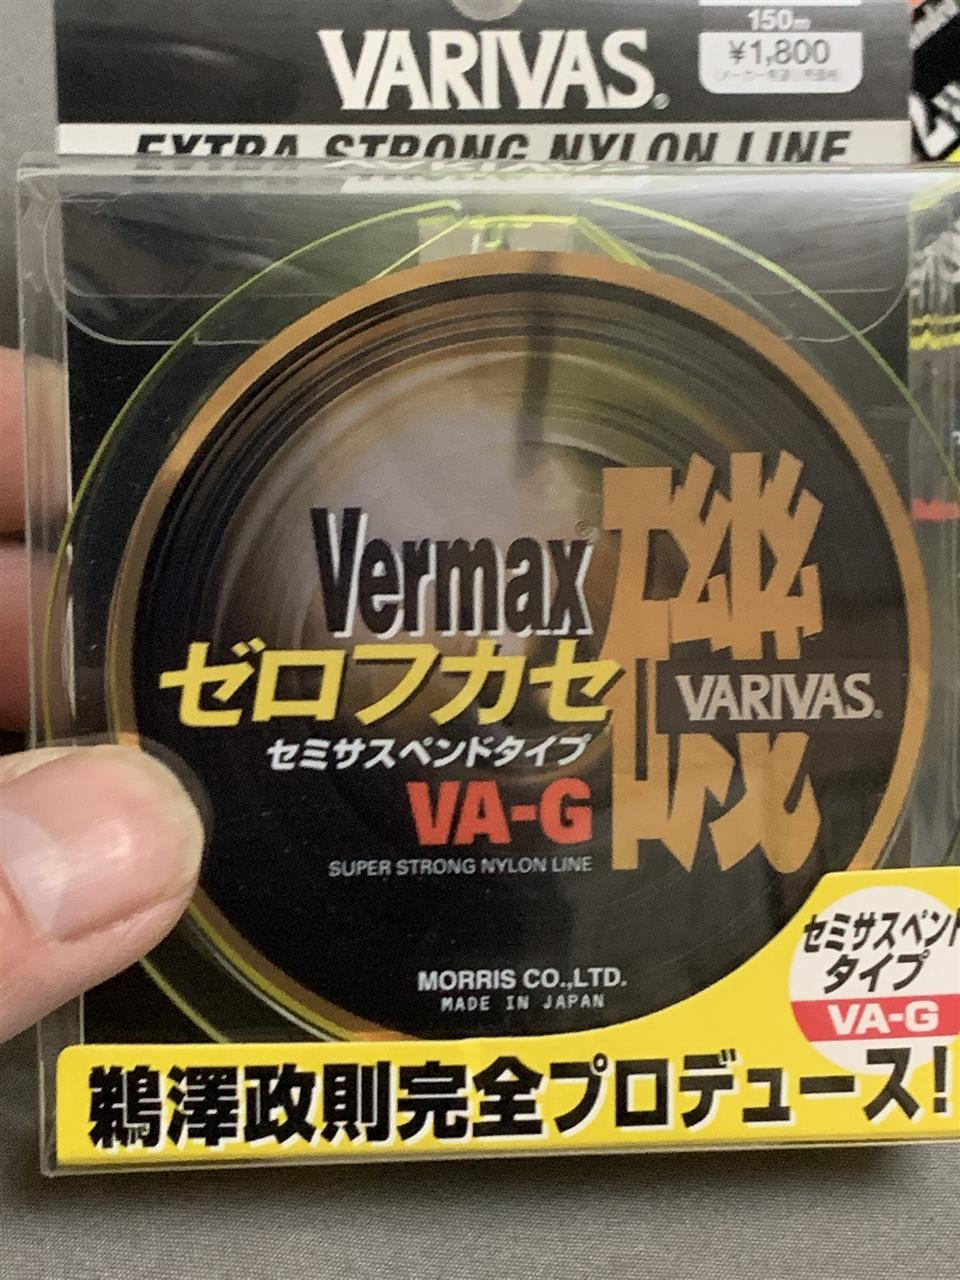 150m
¥1,800
VARIVAS®
EXTRA STRONG NYLON LINE
Vermax®
磯
VARIVAS®
ゼロフカセ
セミサスペンドタイプ
VA-G
SUPER STRONG NYLON LINE
MORRIS CO.,LTD.
MADE IN JAPAN
セミサスペンド
タイプ
VA-G
鵜澤政則完全プロデュース!